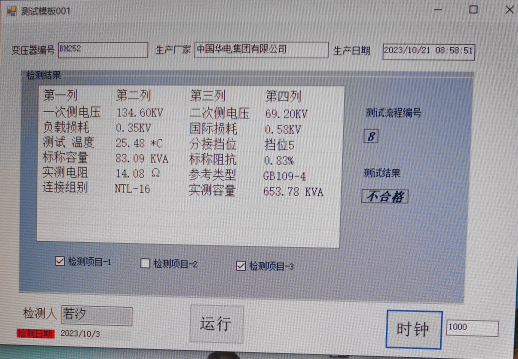 测试模板001
变压器编号 BM252 生产厂家 中国华电集团有限公司 生产日期 2023/10/21 08:58:51
检测结果
第一列 第二列 第三列 第四列
一次侧电压 134.60KV 二次侧电压 69.20KV
负载损耗 0.35KV 国际损耗 0.58KV
测试 温度 25.48 *C 分接挡位 挡位5
标称容量 83.09 KVA 标称阻抗 0.83%
实测电阻 14.08 Ω 参考类型 GB109-4
连接组别 NTL-16 实测容量 653.78 KVA
测试流程编号
8
测试结果
不合格
检测项目-1 检测项目-2 检测项目-3
检测人 若汐 运行 时钟 1000
检测日期 2023/10/3